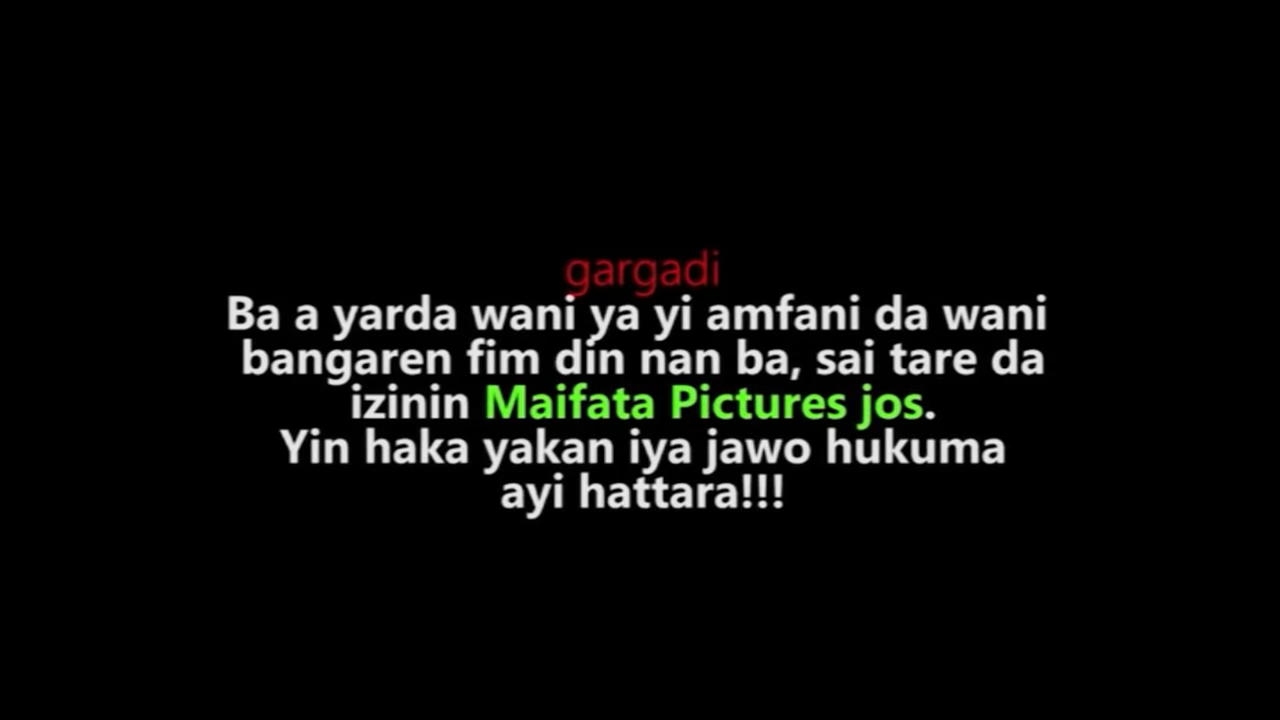 gargadi
Ba a yarda wani ya yi amfani da wani
bangaren fim din nan ba, sai tare da
izinin Maifata Pictures jos.
Yin haka yakan iya jawo hukuma
ayi hattara!!!